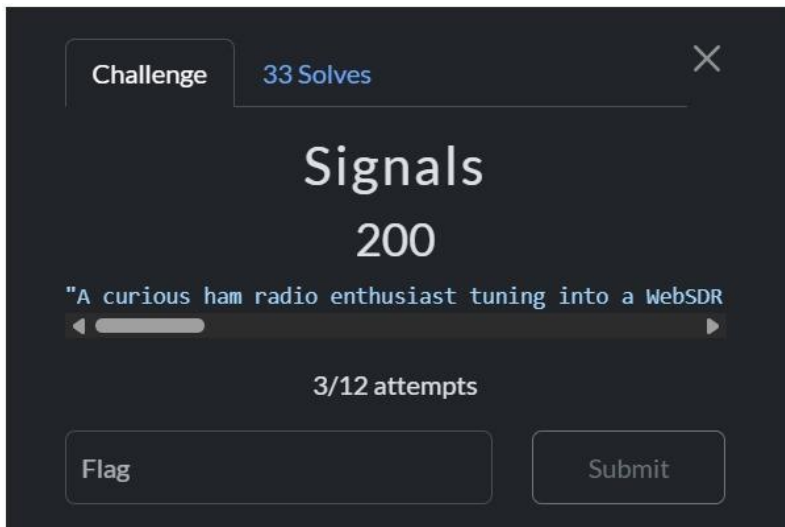 Challenge 33 Solves
Signals
200
"A curious ham radio enthusiast tuning into a WebSDR
3/12 attempts
Flag Submit